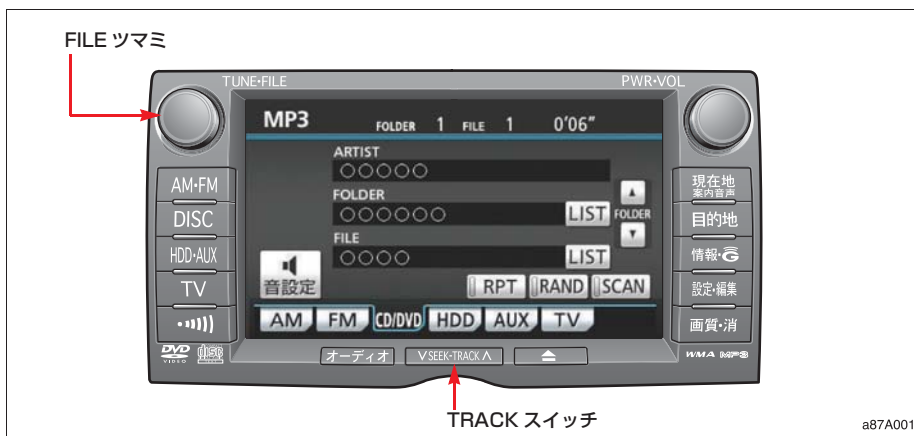 FILE ツマミ
TUNE·FILE
PWR·VOL
MP3 FOLDER 1 FILE 1 0'06"
ARTIST
○○○○○
FOLDER
○○○○○○ LIST
▲
FOLDER
▼
FILE
○○○○ LIST
音設定
RPT RAND SCAN
AM FM CD/DVD HDD AUX TV
AM·FM
DISC
HDD·AUX
TV
•)))
現在地
案内音声
目的地
情報·G
設定·編集
画質·消
DVD VIDEO disc
WMA MP3
オーディオ
∨SEEK·TRACK∧
TRACK スイッチ
a87A001